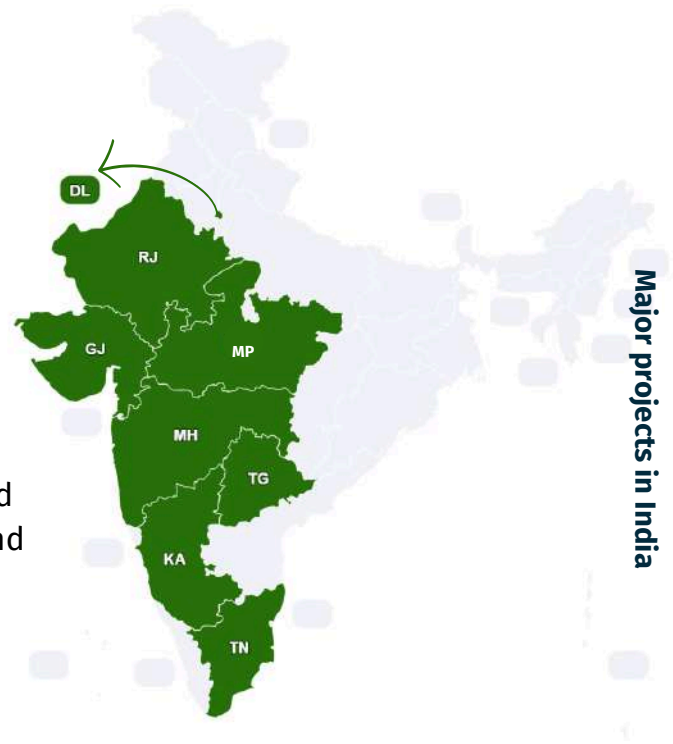 DL
RJ
GJ
MP
MH
TG
d
nd
KA
TN
Major projects in India